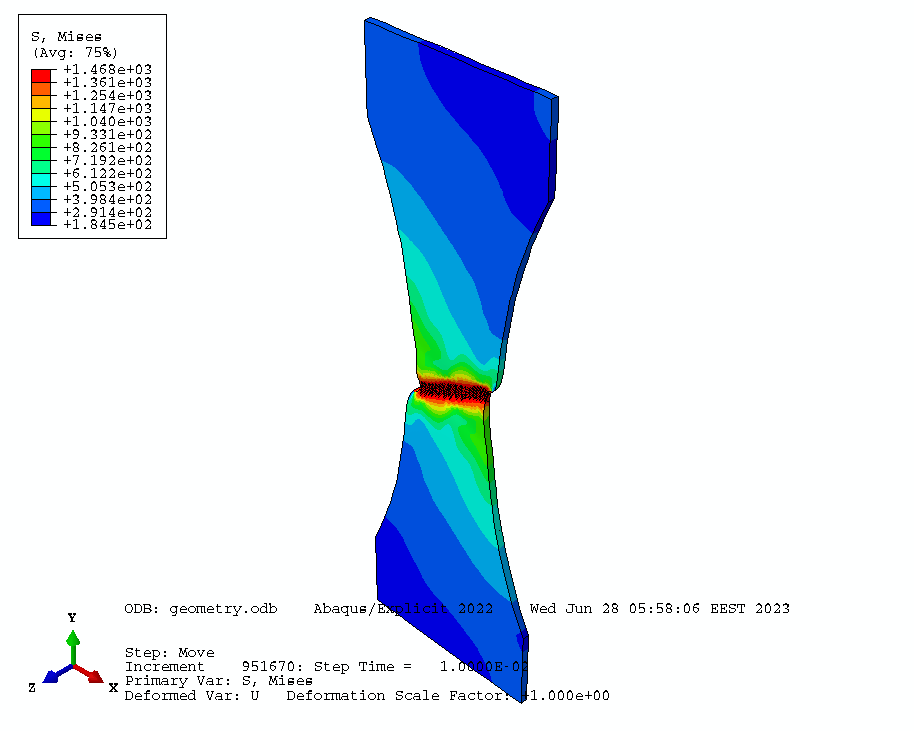 S, Mises
(Avg: 75%)
+1.468e+03
+1.361e+03
+1.254e+03
+1.147e+03
+1.040e+03
+9.331e+02
+8.261e+02
+7.192e+02
+6.122e+02
+5.053e+02
+3.984e+02
+2.914e+02
+1.845e+02
ODB: geometry.odb Abaqus/Explicit 2022 Wed Jun 28 05:58:06 EEST 2023
Y
Z
X
Step: Move
Increment 951670: Step Time = 1.0000E-02
Primary Var: S, Mises
Deformed Var: U Deformation Scale Factor: +1.000e+00